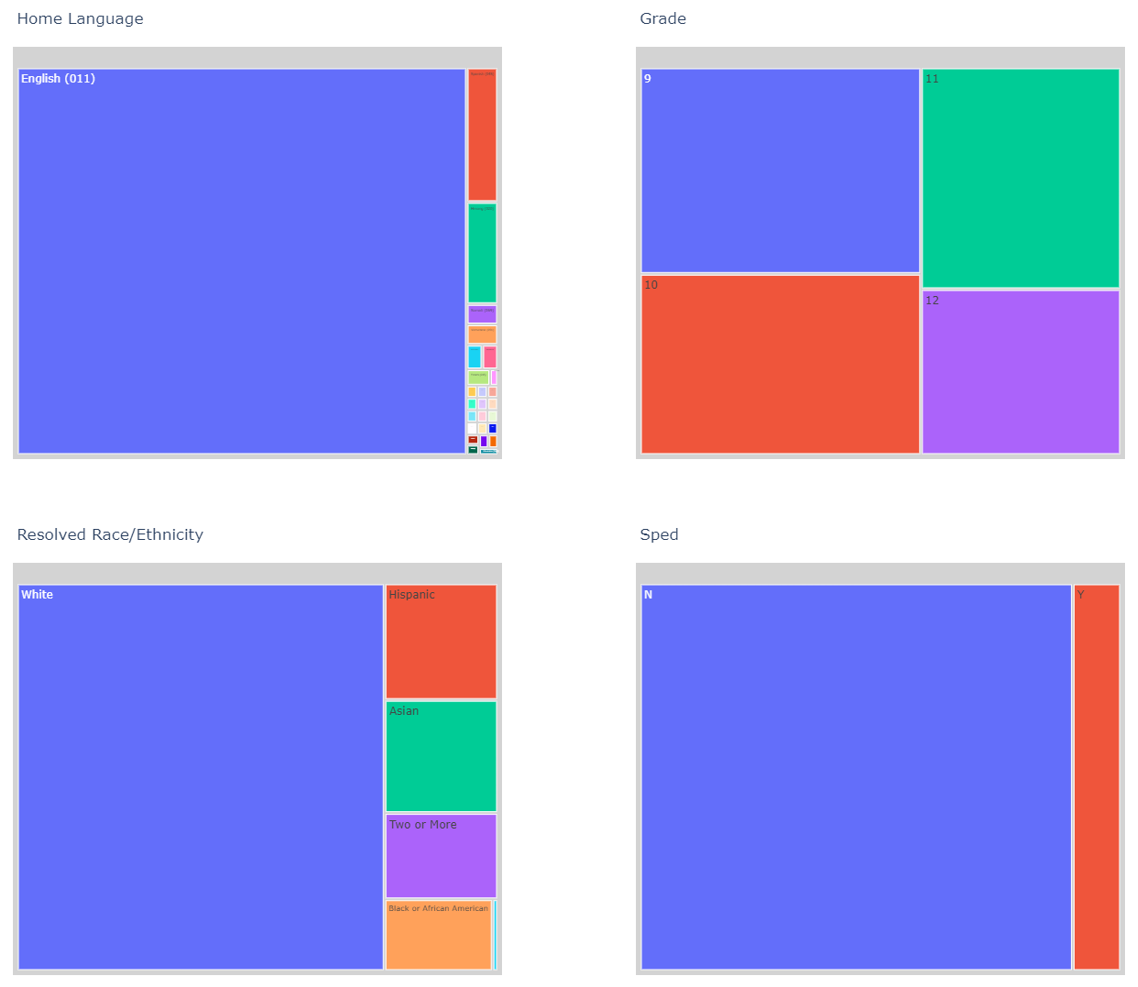 Home Language
Grade
English (011)
9
11
10
12
Resolved Race/Ethnicity
Sped
White
Hispanic
Asian
Two or More
Black or African American
N
Y